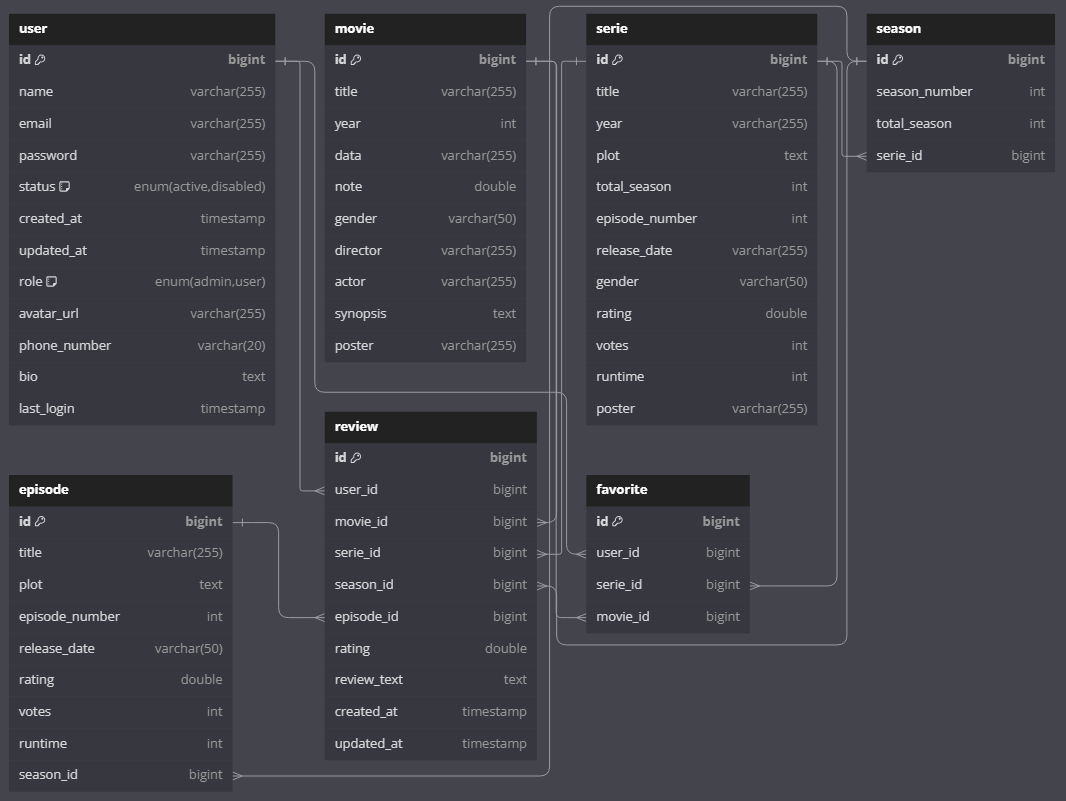 user
id bigint
name varchar(255)
email varchar(255)
password varchar(255)
status enum(active,disabled)
created_at timestamp
updated_at timestamp
role enum(admin,user)
avatar_url varchar(255)
phone_number varchar(20)
bio text
last_login timestamp
movie
id bigint
title varchar(255)
year int
data varchar(255)
note double
gender varchar(50)
director varchar(255)
actor varchar(255)
synopsis text
poster varchar(255)
serie
id bigint
title varchar(255)
year varchar(255)
plot text
total_season int
episode_number int
release_date varchar(255)
gender varchar(50)
rating double
votes int
runtime int
poster varchar(255)
season
id bigint
season_number int
total_season int
serie_id bigint
episode
id bigint
title varchar(255)
plot text
episode_number int
release_date varchar(50)
rating double
votes int
runtime int
season_id bigint
review
id bigint
user_id bigint
movie_id bigint
serie_id bigint
season_id bigint
episode_id bigint
rating double
review_text text
created_at timestamp
updated_at timestamp
favorite
id bigint
user_id bigint
serie_id bigint
movie_id bigint